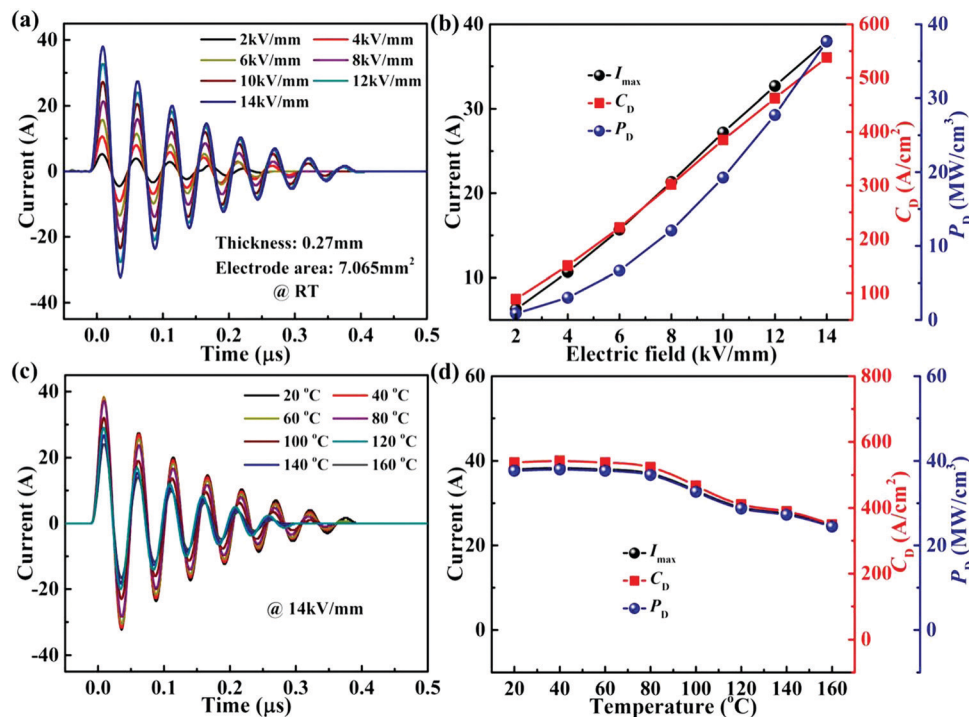 (a)
40
20
0
-20
-40
Current (A)
2kV/mm 4kV/mm
6kV/mm 8kV/mm
10kV/mm 12kV/mm
14kV/mm
Thickness: 0.27mm
Electrode area: 7.065mm²
@ RT
0.0 0.1 0.2 0.3 0.4 0.5
Time (μs)
(b)
40
30
20
10
Current (A)
I_max
C_D
P_D
600
500
400
300
200
100
C_D (A/cm²)
40
30
20
10
0
P_D (MW/cm³)
2 4 6 8 10 12 14
Electric field (kV/mm)
(c)
40
20
0
-20
-40
Current (A)
20 °C 40 °C
60 °C 80 °C
100 °C 120 °C
140 °C 160 °C
@ 14kV/mm
0.0 0.1 0.2 0.3 0.4 0.5
Time (μs)
(d)
60
45
30
15
0
Current (A)
I_max
C_D
P_D
800
600
400
200
0
C_D (A/cm²)
60
40
20
0
P_D (MW/cm³)
20 40 60 80 100 120 140 160
Temperature (°C)